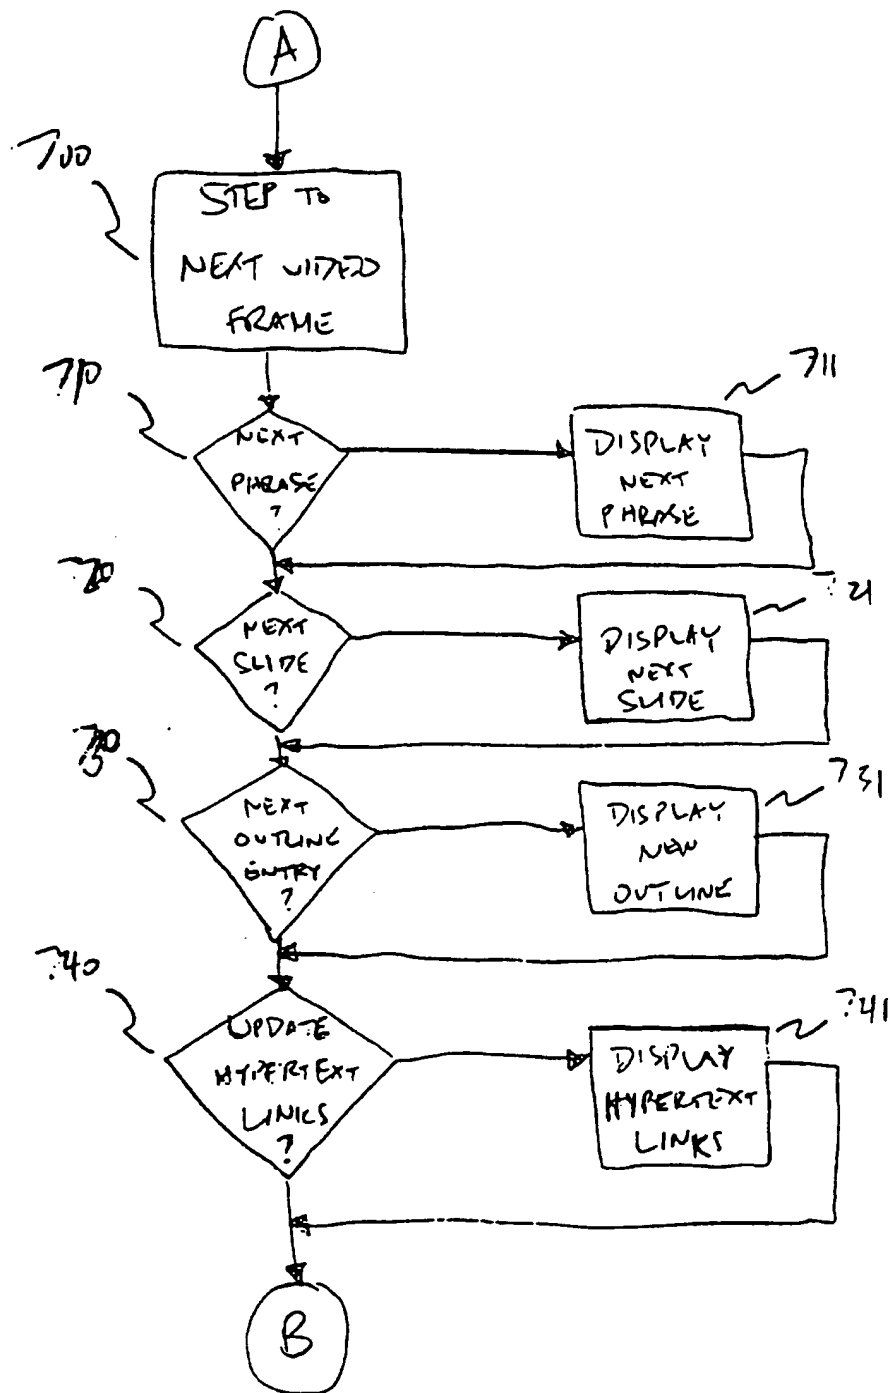 A
700
STEP TO
NEXT VIDEO
FRAME
710
NEXT
PHRASE
?
711
DISPLAY
NEXT
PHRASE
720
NEXT
SLIDE
?
721
DISPLAY
NEXT
SLIDE
730
NEXT
OUTLINE
ENTRY
?
731
DISPLAY
NEW
OUTLINE
740
UPDATE
HYPERTEXT
LINKS
?
741
DISPLAY
HYPERTEXT
LINKS
B